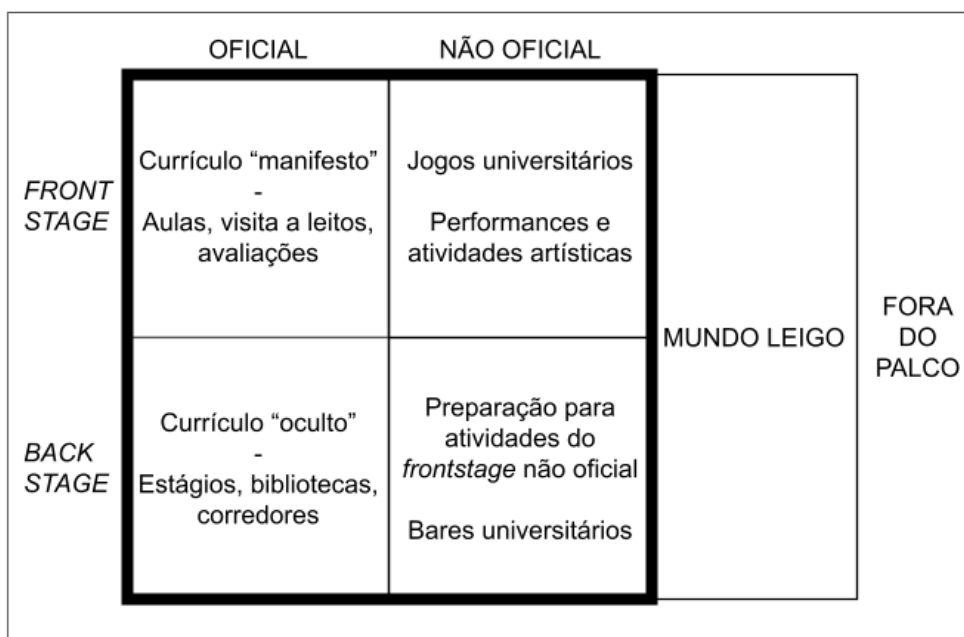 OFICIAL
NÃO OFICIAL
FRONT
STAGE
Currículo “manifesto”
-
Aulas, visita a leitos,
avaliações
Jogos universitários
Performances e
atividades artísticas
MUNDO LEIGO
FORA
DO
PALCO
BACK
STAGE
Currículo “oculto”
-
Estágios, bibliotecas,
corredores
Preparação para
atividades do
frontstage não oficial
Bares universitários